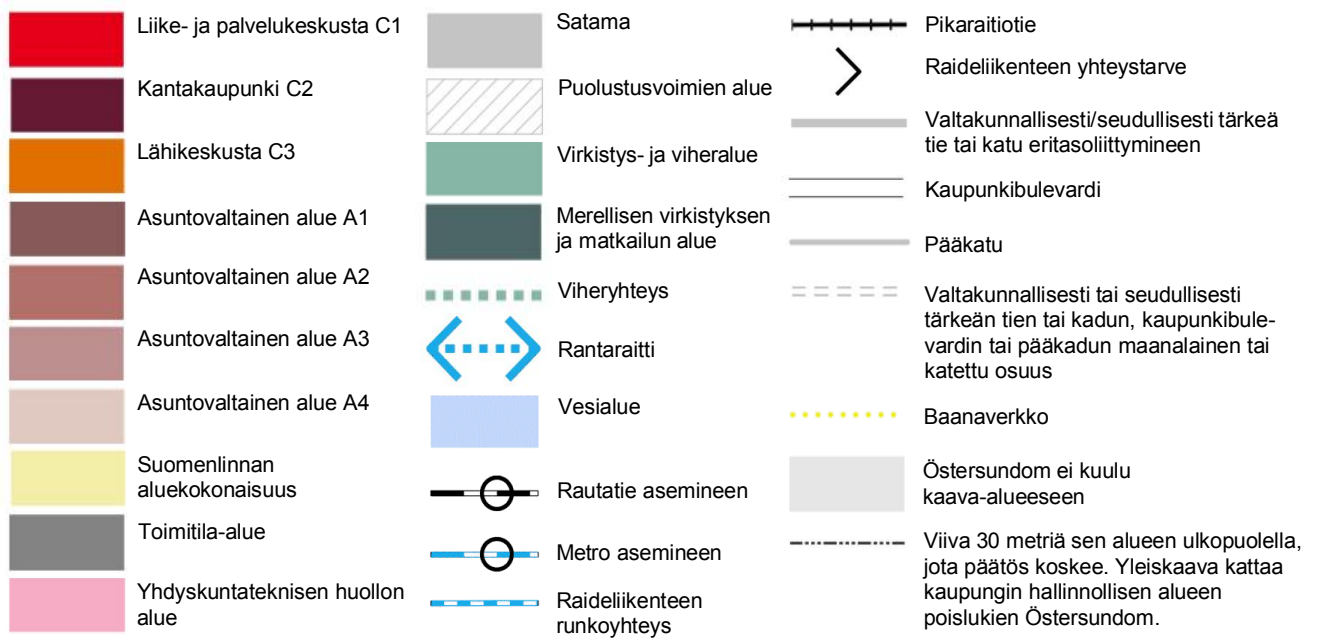 Liike- ja palvelukeskusta C1
Kantakaupunki C2
Lähikeskusta C3
Asuntovaltainen alue A1
Asuntovaltainen alue A2
Asuntovaltainen alue A3
Asuntovaltainen alue A4
Suomenlinnan
aluekokonaisuus
Toimitila-alue
Yhdyskuntateknisen huollon
alue
Satama
Puolustusvoimien alue
Virkistys- ja viheralue
Merellisen virkistyksen
ja matkailun alue
Viheryhteys
Rantaraitti
Vesialue
Rautatie asemineen
Metro asemineen
Raideliikenteen
runkoyhteys
Pikaraitiotie
Raideliikenteen yhteystarve
Valtakunnallisesti/seudullisesti tärkeä
tie tai katu eritasoliittymineen
Kaupunkibulevardi
Pääkatu
Valtakunnallisesti tai seudullisesti
tärkeän tien tai kadun, kaupunkibule-
vardin tai pääkadun maanalainen tai
katettu osuus
Baanaverkko
Östersundom ei kuulu
kaava-alueeseen
Viiva 30 metriä sen alueen ulkopuolella,
jota päätös koskee. Yleiskaava kattaa
kaupungin hallinnollisen alueen
poislukien Östersundom.